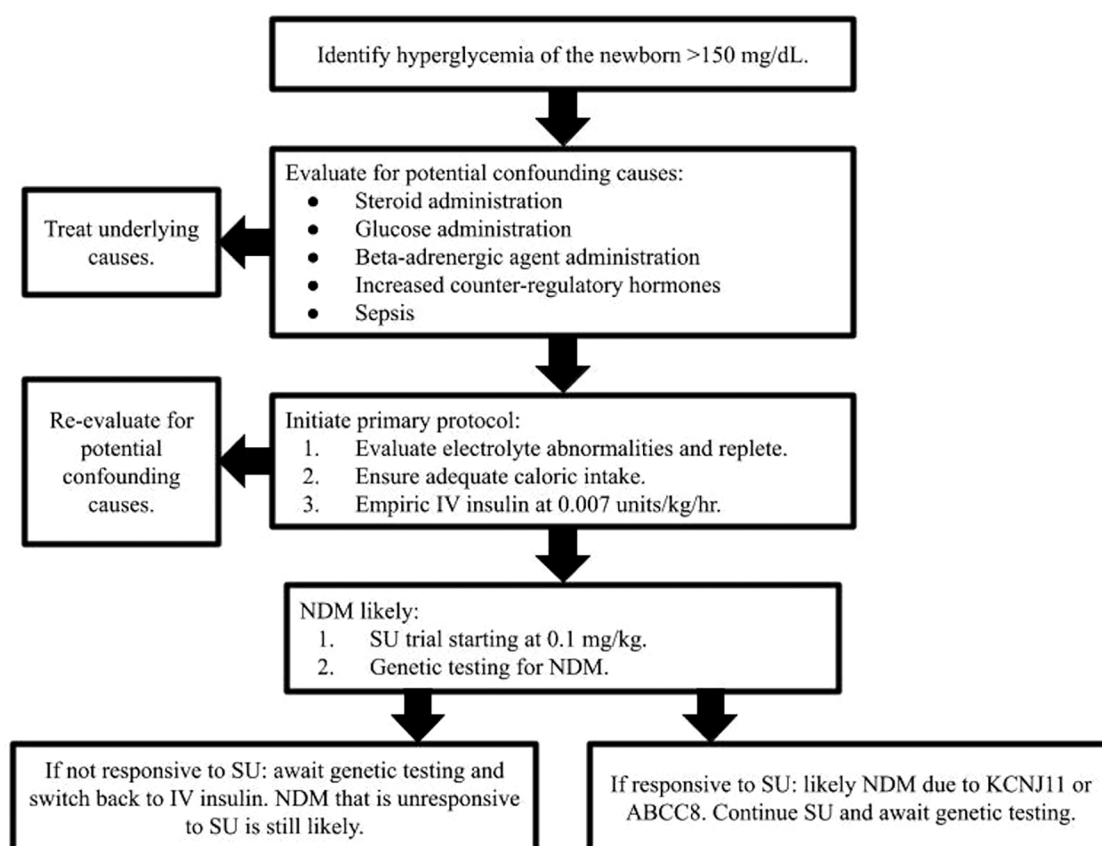 Identify hyperglycemia of the newborn >150 mg/dL.
Evaluate for potential confounding causes:
● Steroid administration
● Glucose administration
● Beta-adrenergic agent administration
● Increased counter-regulatory hormones
● Sepsis
Treat underlying
causes.
Initiate primary protocol:
1. Evaluate electrolyte abnormalities and replete.
2. Ensure adequate caloric intake.
3. Empiric IV insulin at 0.007 units/kg/hr.
Re-evaluate for
potential
confounding
causes.
NDM likely:
1. SU trial starting at 0.1 mg/kg.
2. Genetic testing for NDM.
If not responsive to SU: await genetic testing and
switch back to IV insulin. NDM that is unresponsive
to SU is still likely.
If responsive to SU: likely NDM due to KCNJ11 or
ABCC8. Continue SU and await genetic testing.